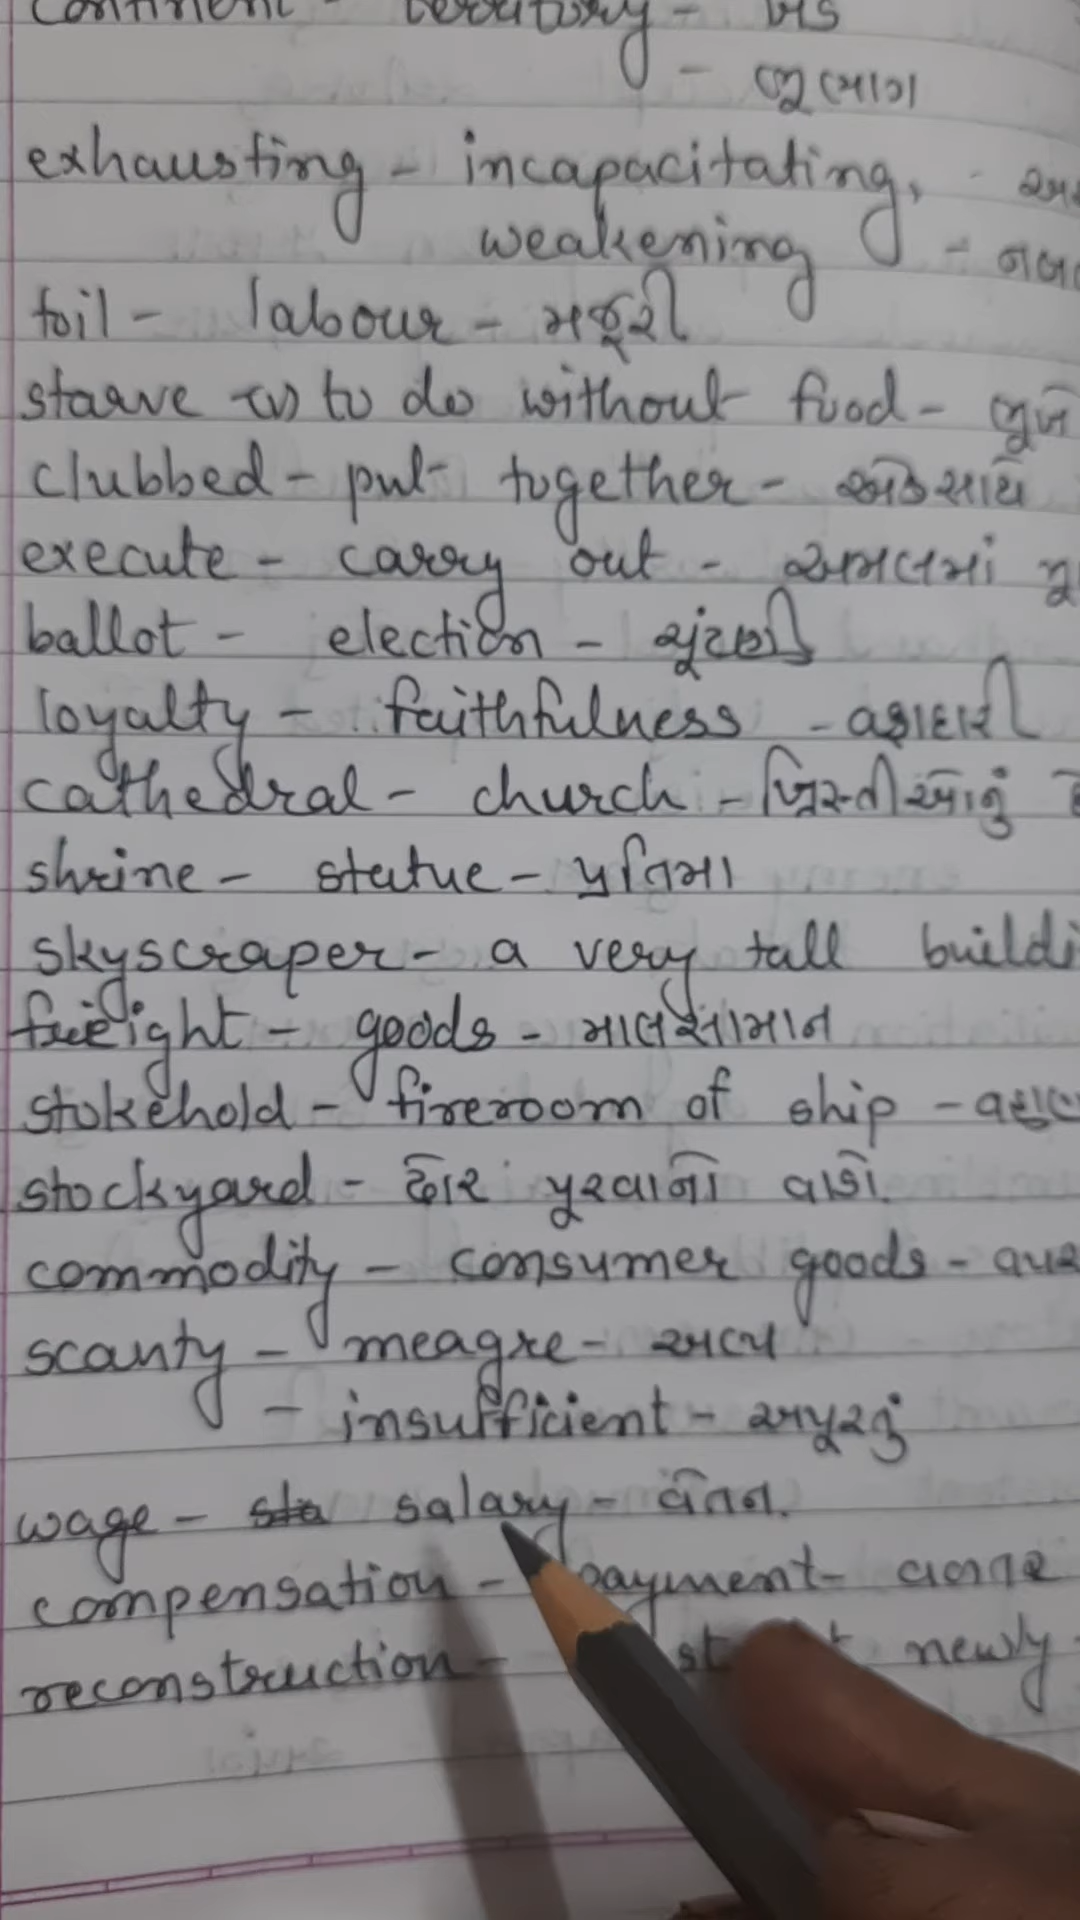 continent - territory - ખંડ
- ભૂભાગ
exhausting - incapacitating,
weakening
toil - labour - મજૂરી
starve (v) to do without food -
clubbed - put together - એકસાથે
execute - carry out - અમલમાં
ballot - election - ચૂંટણી
loyalty - faithfulness - વફાદારી
cathedral - church - ખ્રિસ્તીઓનું
shrine - statue - પ્રતિમા
skyscraper - a very tall
freight - goods - માલસામાન
stokehold - fireroom of ship -
stockyard - ઢોર પુરવાનો વાડો.
commodity - consumer goods -
scanty - meagre - અલ્પ
- insufficient - અપુરતું
wage - salary - વેતન.
compensation - payment - વળતર
reconstruction - newly